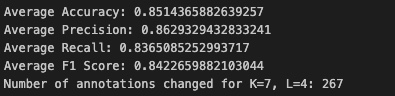 Average Accuracy: 0.8514365882639257
Average Precision: 0.8629329432833241
Average Recall: 0.8365085252993717
Average F1 Score: 0.8422659882103044
Number of annotations changed for K=7, L=4: 267